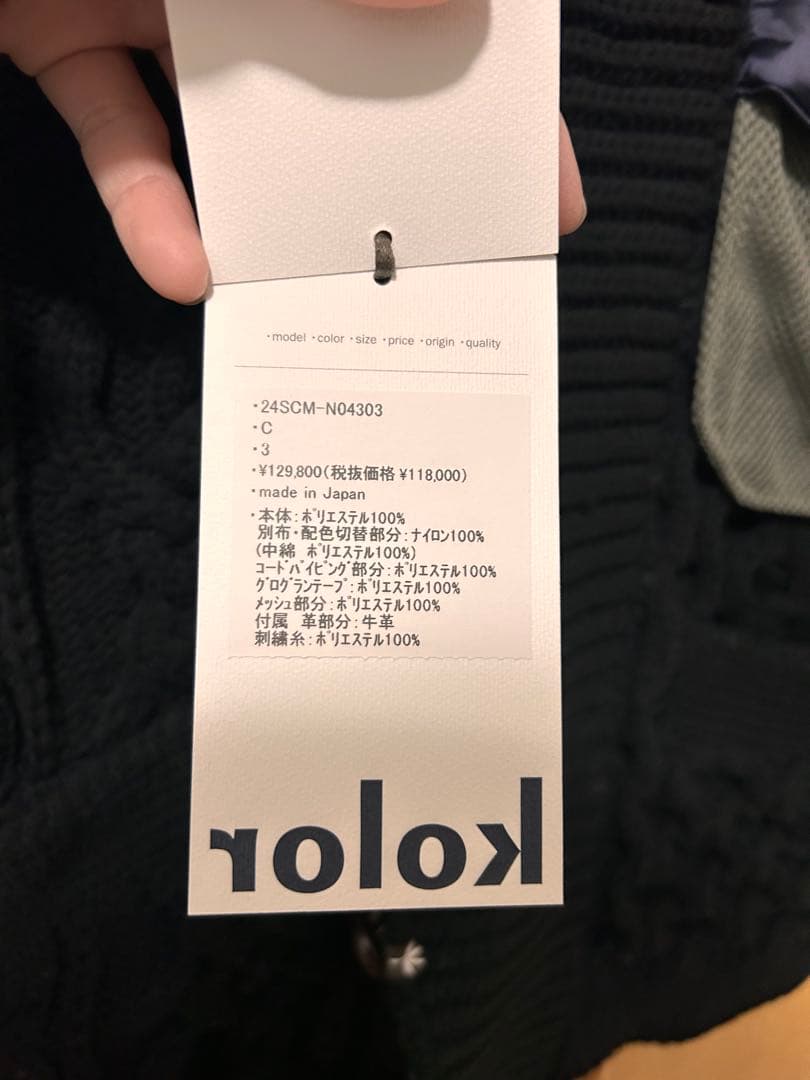 ・model ・color ・size ・price ・origin ・quality
・24SCM-N04303
・C
・3
・¥129,800(税抜価格 ¥118,000)
・made in Japan
・本体:ﾎﾟﾘｴｽﾃﾙ100%
別布・配色切替部分:ﾅｲﾛﾝ100%
(中綿 ﾎﾟﾘｴｽﾃﾙ100%)
ｺｰﾄﾞﾊﾟｲﾋﾟﾝｸﾞ部分:ﾎﾟﾘｴｽﾃﾙ100%
ｸﾞﾛｸﾞﾗﾝﾃｰﾌﾟ:ﾎﾟﾘｴｽﾃﾙ100%
ﾒｯｼｭ部分:ﾎﾟﾘｴｽﾃﾙ100%
付属 革部分:牛革
刺繍糸:ﾎﾟﾘｴｽﾃﾙ100%
kolor